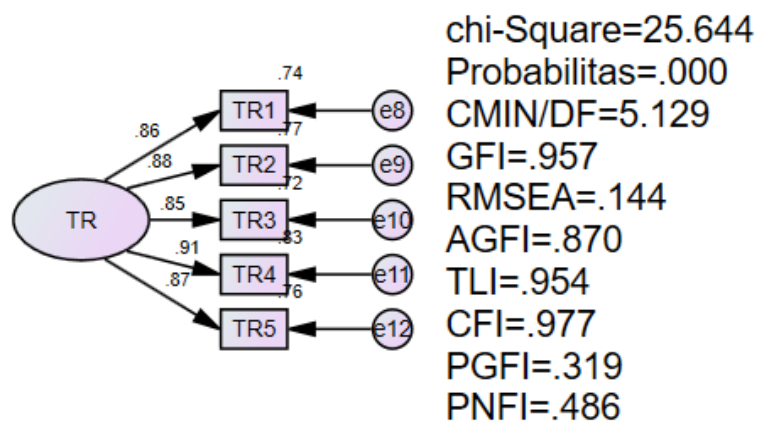 chi-Square=25.644
Probabilitas=.000
CMIN/DF=5.129
GFI=.957
RMSEA=.144
AGFI=.870
TLI=.954
CFI=.977
PGFI=.319
PNFI=.486
.74
.86
TR1
e8
.77
.88
TR2
e9
.72
TR
.85
TR3
e10
.83
.91
TR4
e11
.76
.87
TR5
e12